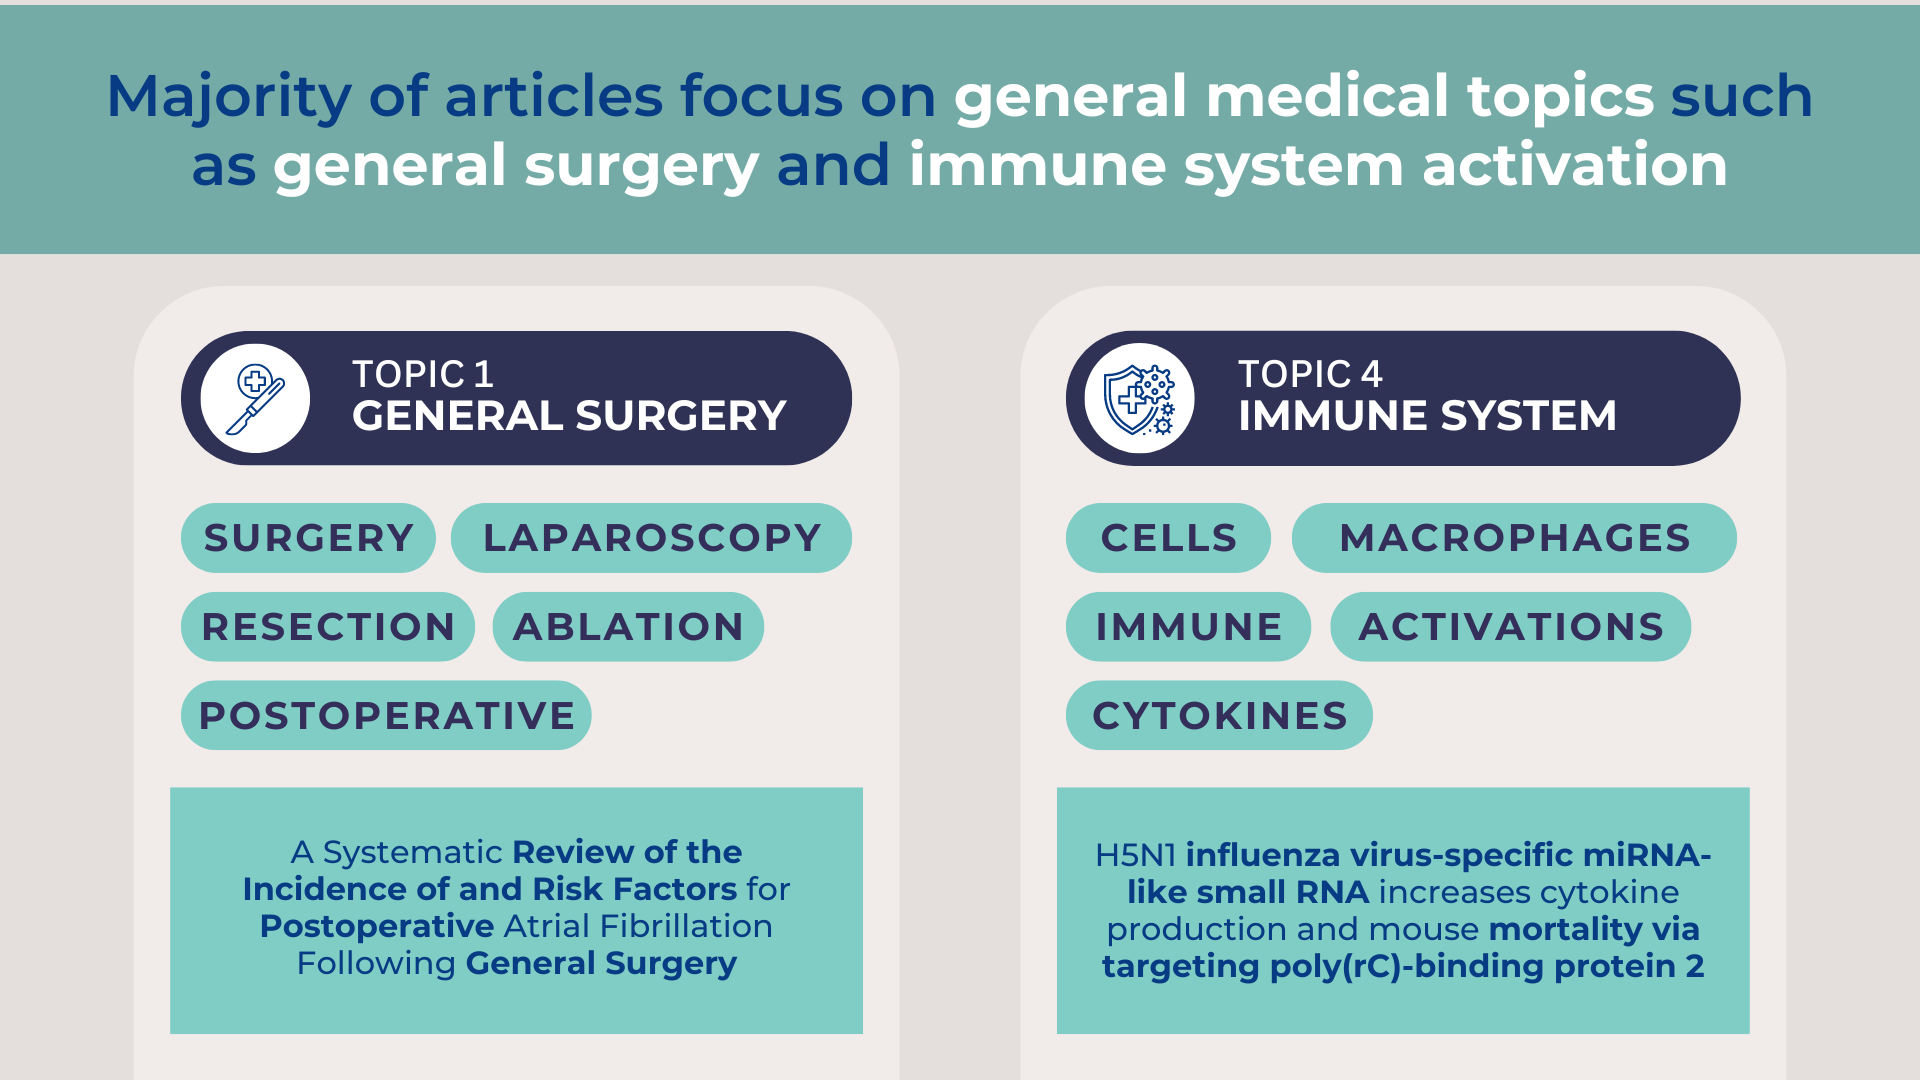 Majority of articles focus on general medical topics such
as general surgery and immune system activation
TOPIC 1
GENERAL SURGERY
SURGERY
LAPAROSCOPY
RESECTION
ABLATION
POSTOPERATIVE
A Systematic Review of the
Incidence of and Risk Factors for
Postoperative Atrial Fibrillation
Following General Surgery
TOPIC 4
IMMUNE SYSTEM
CELLS
MACROPHAGES
IMMUNE
ACTIVATIONS
CYTOKINES
H5N1 influenza virus-specific miRNA-
like small RNA increases cytokine
production and mouse mortality via
targeting poly(rC)-binding protein 2